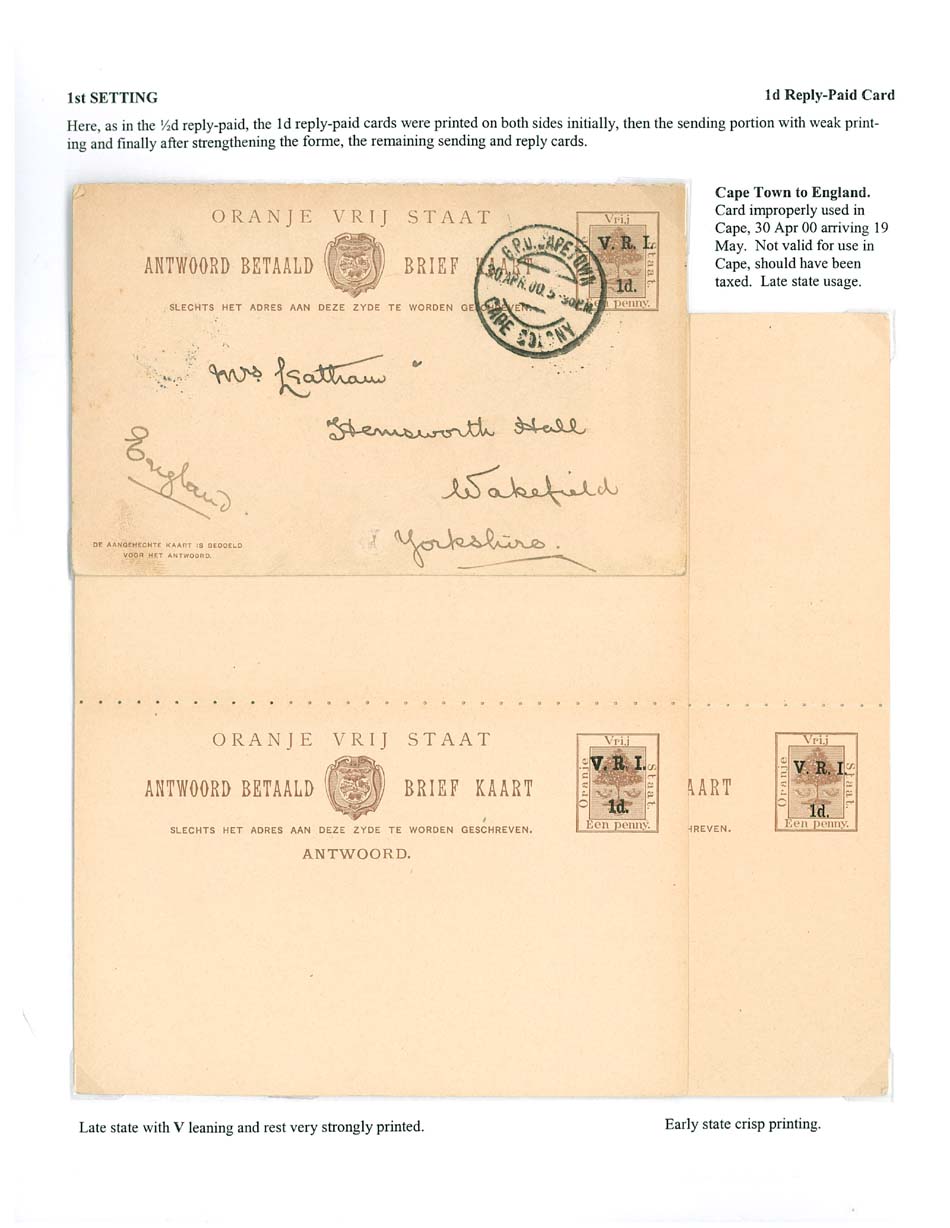 1st SETTING
1d Reply-Paid Card
Here, as in the ½d reply-paid, the 1d reply-paid cards were printed on both sides initially, then the sending portion with weak print-
ing and finally after strengthening the forme, the remaining sending and reply cards.
Cape Town to England.
Card improperly used in
Cape, 30 Apr 00 arriving 19
May. Not valid for use in
Cape, should have been
taxed. Late state usage.
ORANJE VRIJ STAAT
ANTWOORD BETAALD BRIEF KAART
SLECHTS HET ADRES AAN DEZE ZYDE TE WORDEN GESCHREVEN.
Vrij
Staat.
Een penny.
V. R. I.
1d.
G.P.O. CAPE TOWN
30 APR. 00. 5
CAPE COLONY
Mrs Leatham
Hemsworth Hall
Wakefield
Yorkshire.
England.
DE AANGEHECHTE KAART IS BEDOELD
VOOR HET ANTWOORD.
ORANJE VRIJ STAAT
ANTWOORD BETAALD BRIEF KAART
SLECHTS HET ADRES AAN DEZE ZYDE TE WORDEN GESCHREVEN.
ANTWOORD.
Vrij
Oranje
Staat.
Een penny.
V. R. I.
1d.
AART
HREVEN.
Vrij
Oranje
Staat.
Een penny.
V. R. I.
1d.
Late state with V leaning and rest very strongly printed.
Early state crisp printing.